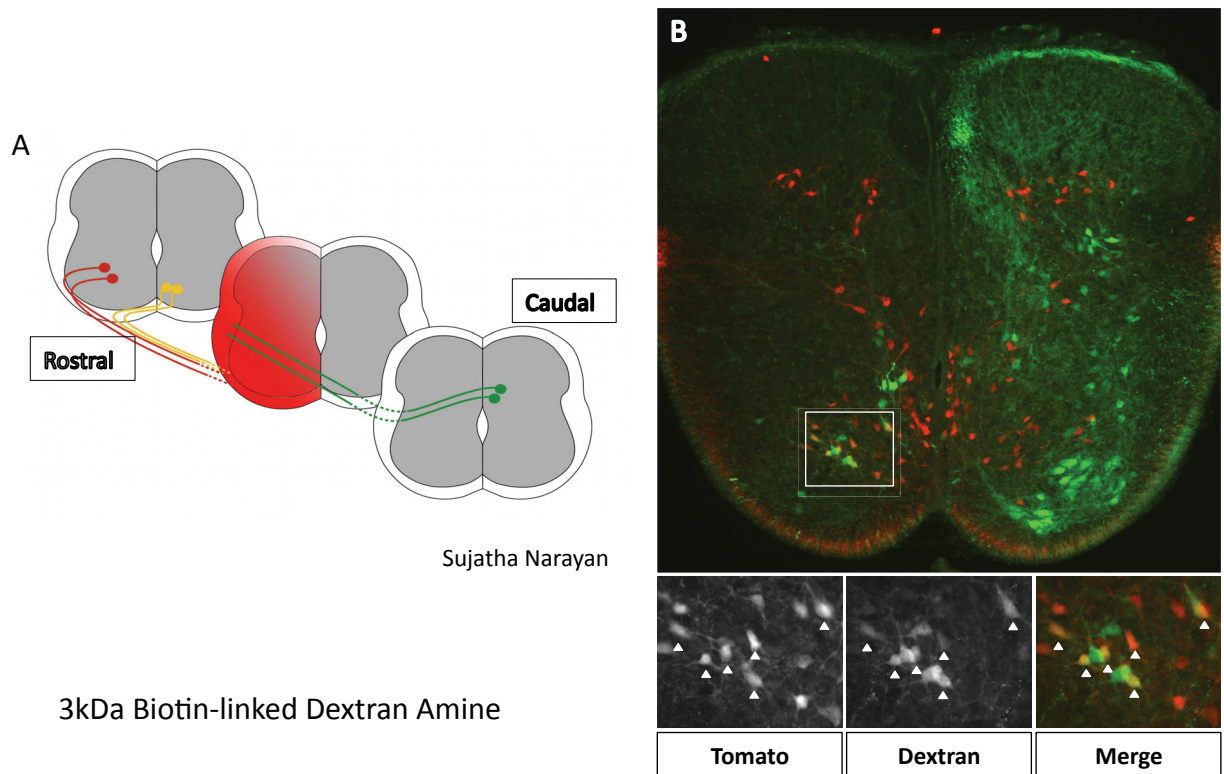 A
Rostral
Caudal
Sujatha Narayan
3kDa Biotin-linked Dextran Amine
B
Tomato
Dextran
Merge